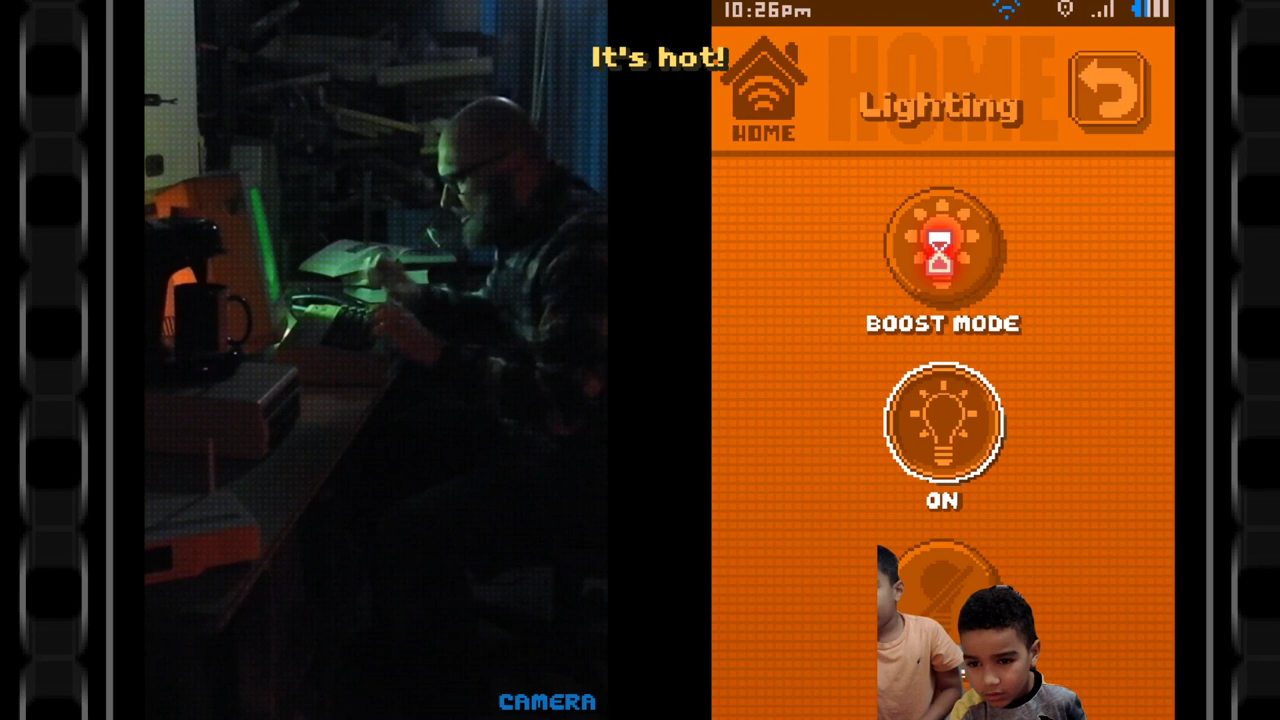 10:26pm
It's hot!
HOME
Lighting
HOME
BOOST MODE
ON
CAMERA